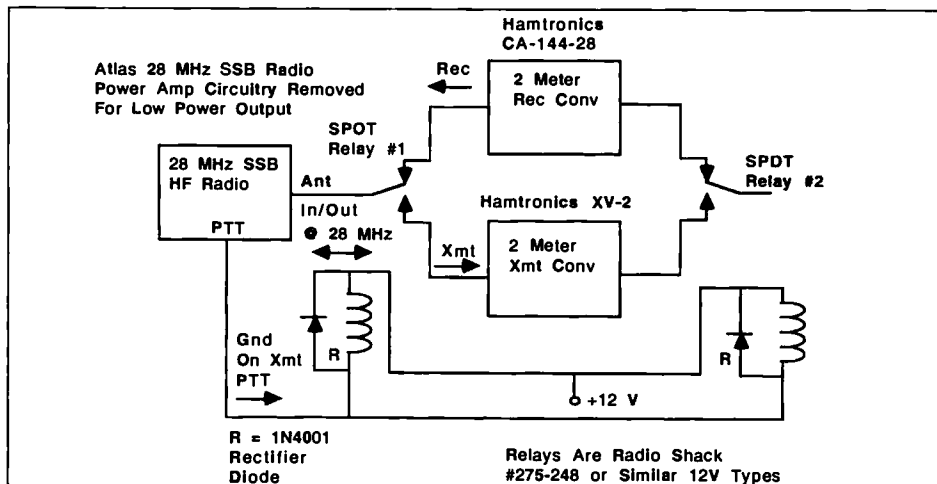 Hamtronics
CA-144-28
Atlas 28 MHz SSB Radio
Power Amp Circuitry Removed
For Low Power Output
Rec
2 Meter
Rec Conv
SPOT
Relay #1
28 MHz SSB
HF Radio
PTT
Ant
In/Out
@ 28 MHz
SPDT
Relay #2
Hamtronics XV-2
Xmt
2 Meter
Xmt Conv
Gnd
On Xmt
PTT
R
R
+12 V
R = 1N4001
Rectifier
Diode
Relays Are Radio Shack
#275-248 or Similar 12V Types